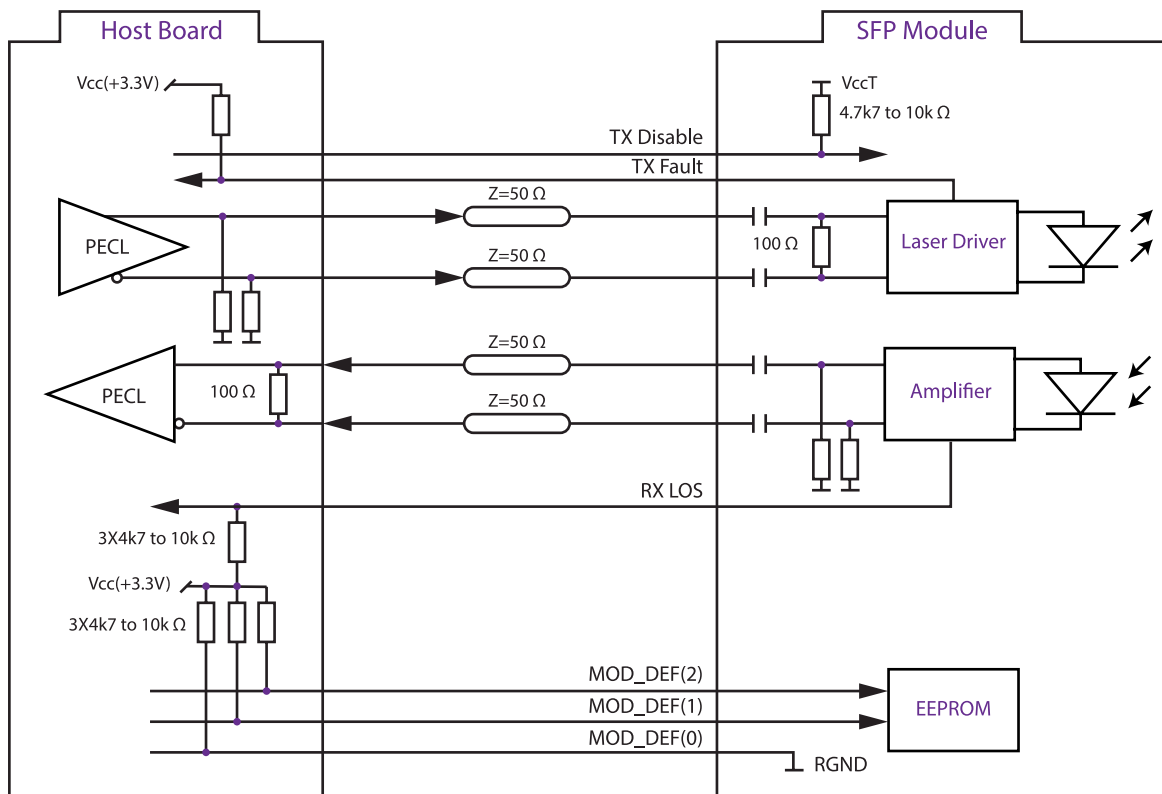 Host Board
SFP Module
Vcc(+3.3V)
VccT
4.7k7 to 10k Ω
TX Disable
TX Fault
Z=50 Ω
PECL
100 Ω
Laser Driver
Z=50 Ω
Z=50 Ω
100 Ω
PECL
Amplifier
Z=50 Ω
RX LOS
3X4k7 to 10k Ω
Vcc(+3.3V)
3X4k7 to 10k Ω
MOD_DEF(2)
MOD_DEF(1)
EEPROM
MOD_DEF(0)
RGND